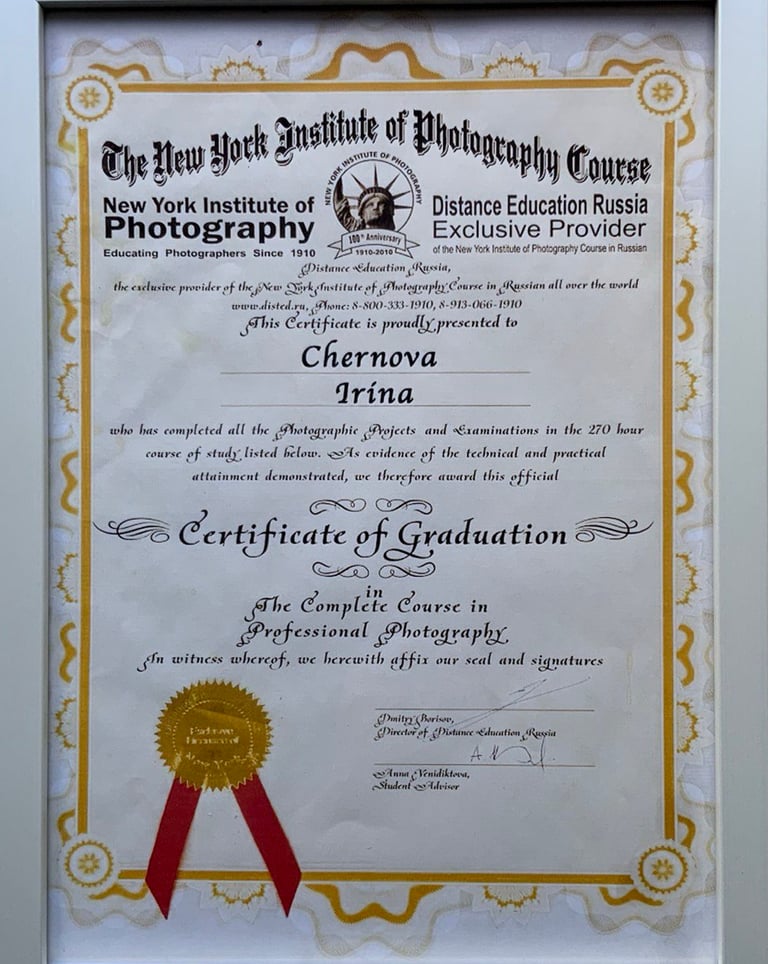 The New York Institute of Photography Course
New York Institute of
Photography
Educating Photographers Since 1910
NEW YORK INSTITUTE OF PHOTOGRAPHY
100th Anniversary
1910-2010
Distance Education Russia
Exclusive Provider
of the New York Institute of Photography Course in Russian
Distance Education Russia,
the exclusive provider of the New York Institute of Photography Course in Russian all over the world
www.disted.ru, Phone: 8-800-333-1910, 8-913-066-1910
This Certificate is proudly presented to
Chernova
Irina
who has completed all the Photographic Projects and Examinations in the 270 hour
course of study listed below. As evidence of the technical and practical
attainment demonstrated, we therefore award this official
Certificate of Graduation
in
The Complete Course in
Professional Photography
In witness whereof, we herewith affix our seal and signatures
Dmitry Borisov,
Director of Distance Education Russia
Anna Venidiktova,
Student Advisor